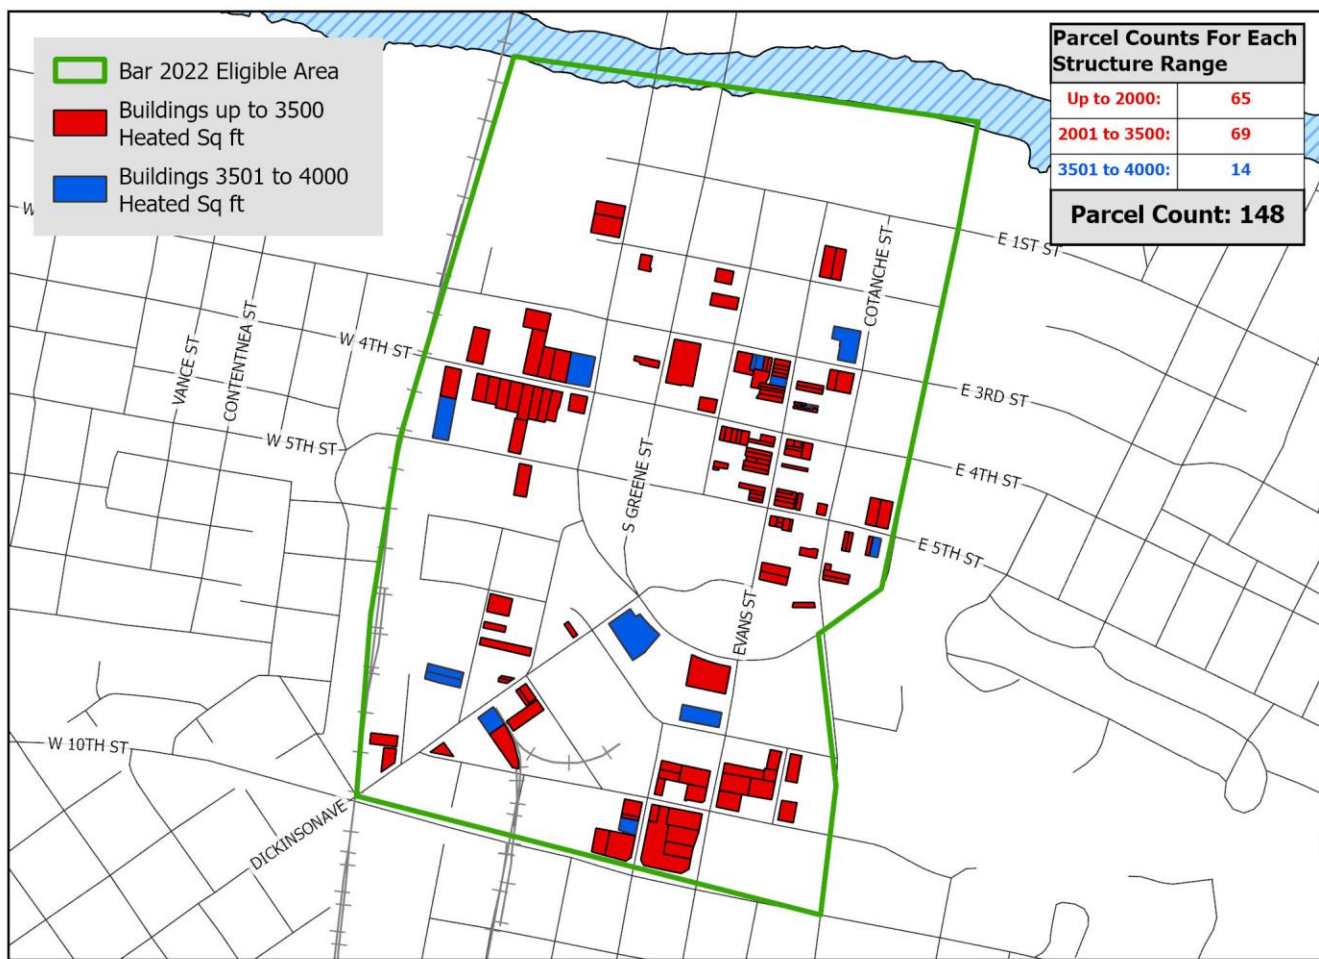 Bar 2022 Eligible Area
Buildings up to 3500
Heated Sq ft
Buildings 3501 to 4000
Heated Sq ft
Parcel Counts For Each
Structure Range
Up to 2000: 65
2001 to 3500: 69
3501 to 4000: 14
Parcel Count: 148
W
E 1ST ST
COTANCHE ST
VANCE ST
CONTENTNEA ST
W 4TH ST
E 3RD ST
W 5TH ST
S GREENE ST
E 4TH ST
E 5TH ST
EVANS ST
W 10TH ST
DICKINSONAVE